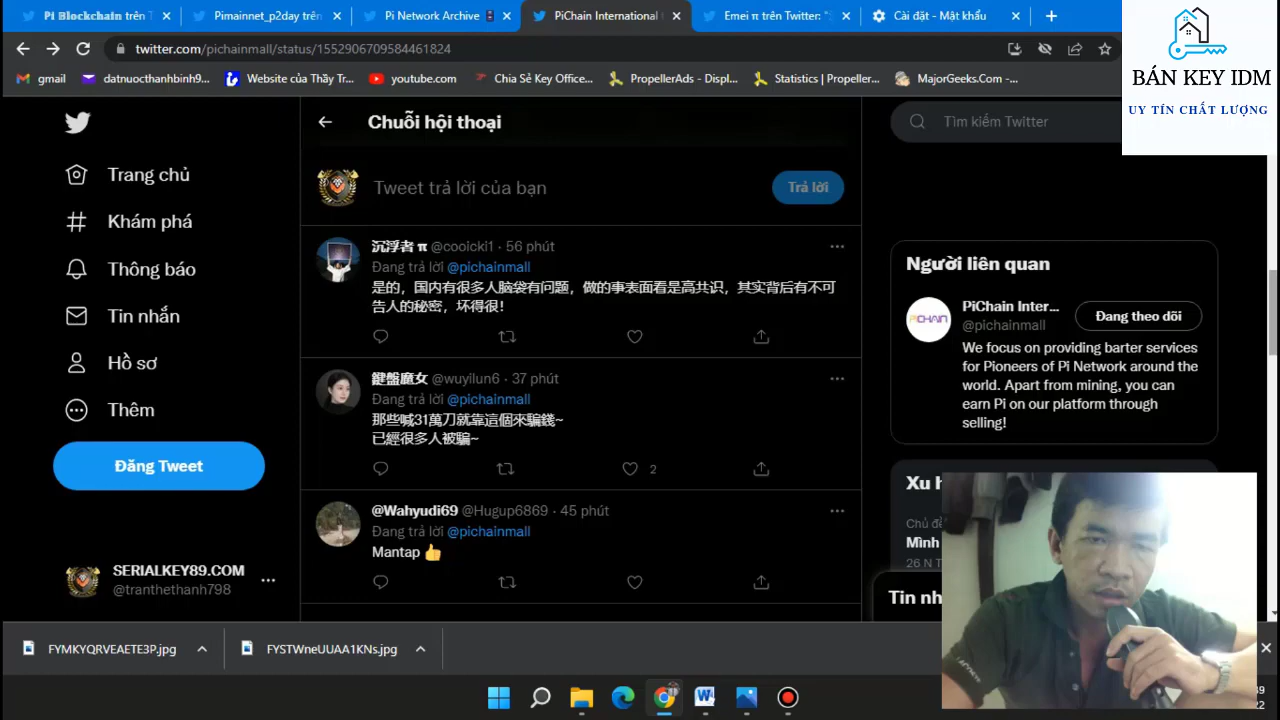 Pi Blockchain trên T
Pimainnet_p2day trên
Pi Network Archive
PiChain International
Emei π trên Twitter: "
Cài đặt - Mật khẩu
twitter.com/pichainmall/status/1552906709584461824
gmail
datnuocthanhbinh9...
Website của Thầy Tr...
youtube.com
Chia Sẻ Key Office...
PropellerAds - Displ...
Statistics | Propeller...
MajorGeeks.Com -...
BÁN KEY IDM
UY TÍN CHẤT LƯỢNG
Trang chủ
Khám phá
Thông báo
Tin nhắn
Hồ sơ
Thêm
Đăng Tweet
SERIALKEY89.COM
@tranthethanh798
Chuỗi hội thoại
Tweet trả lời của bạn
Trả lời
沉浮者 π @cooicki1 · 56 phút
Đang trả lời @pichainmall
是的，国内有很多人脑袋有问题，做的事表面看是高共识，其实背后有不可
告人的秘密，坏得很！
鍵盤魔女 @wuyilun6 · 37 phút
Đang trả lời @pichainmall
那些喊31萬刀就靠這個來騙錢~
已經很多人被騙~
2
@Wahyudi69 @Hugup6869 · 45 phút
Đang trả lời @pichainmall
Mantap 👍
Tìm kiếm Twitter
Người liên quan
PiChain Inter...
@pichainmall
Đang theo dõi
We focus on providing barter services
for Pioneers of Pi Network around the
world. Apart from mining, you can
earn Pi on our platform through
selling!
Xu h
Chủ đề
Mình
26 N T
Tin nh
FYMKYQRVEAETE3P.jpg
FYSTWneUUAA1KNs.jpg